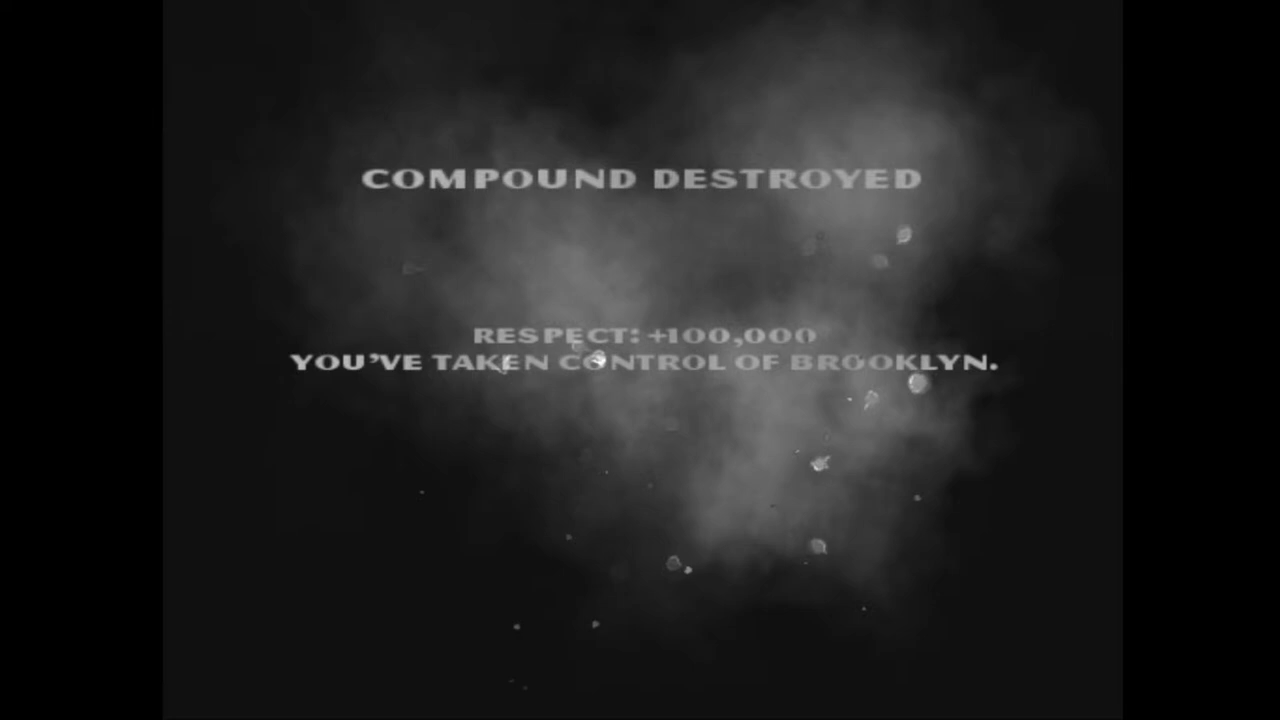 COMPOUND DESTROYED
RESPECT: +100,000
YOU'VE TAKEN CONTROL OF BROOKLYN.